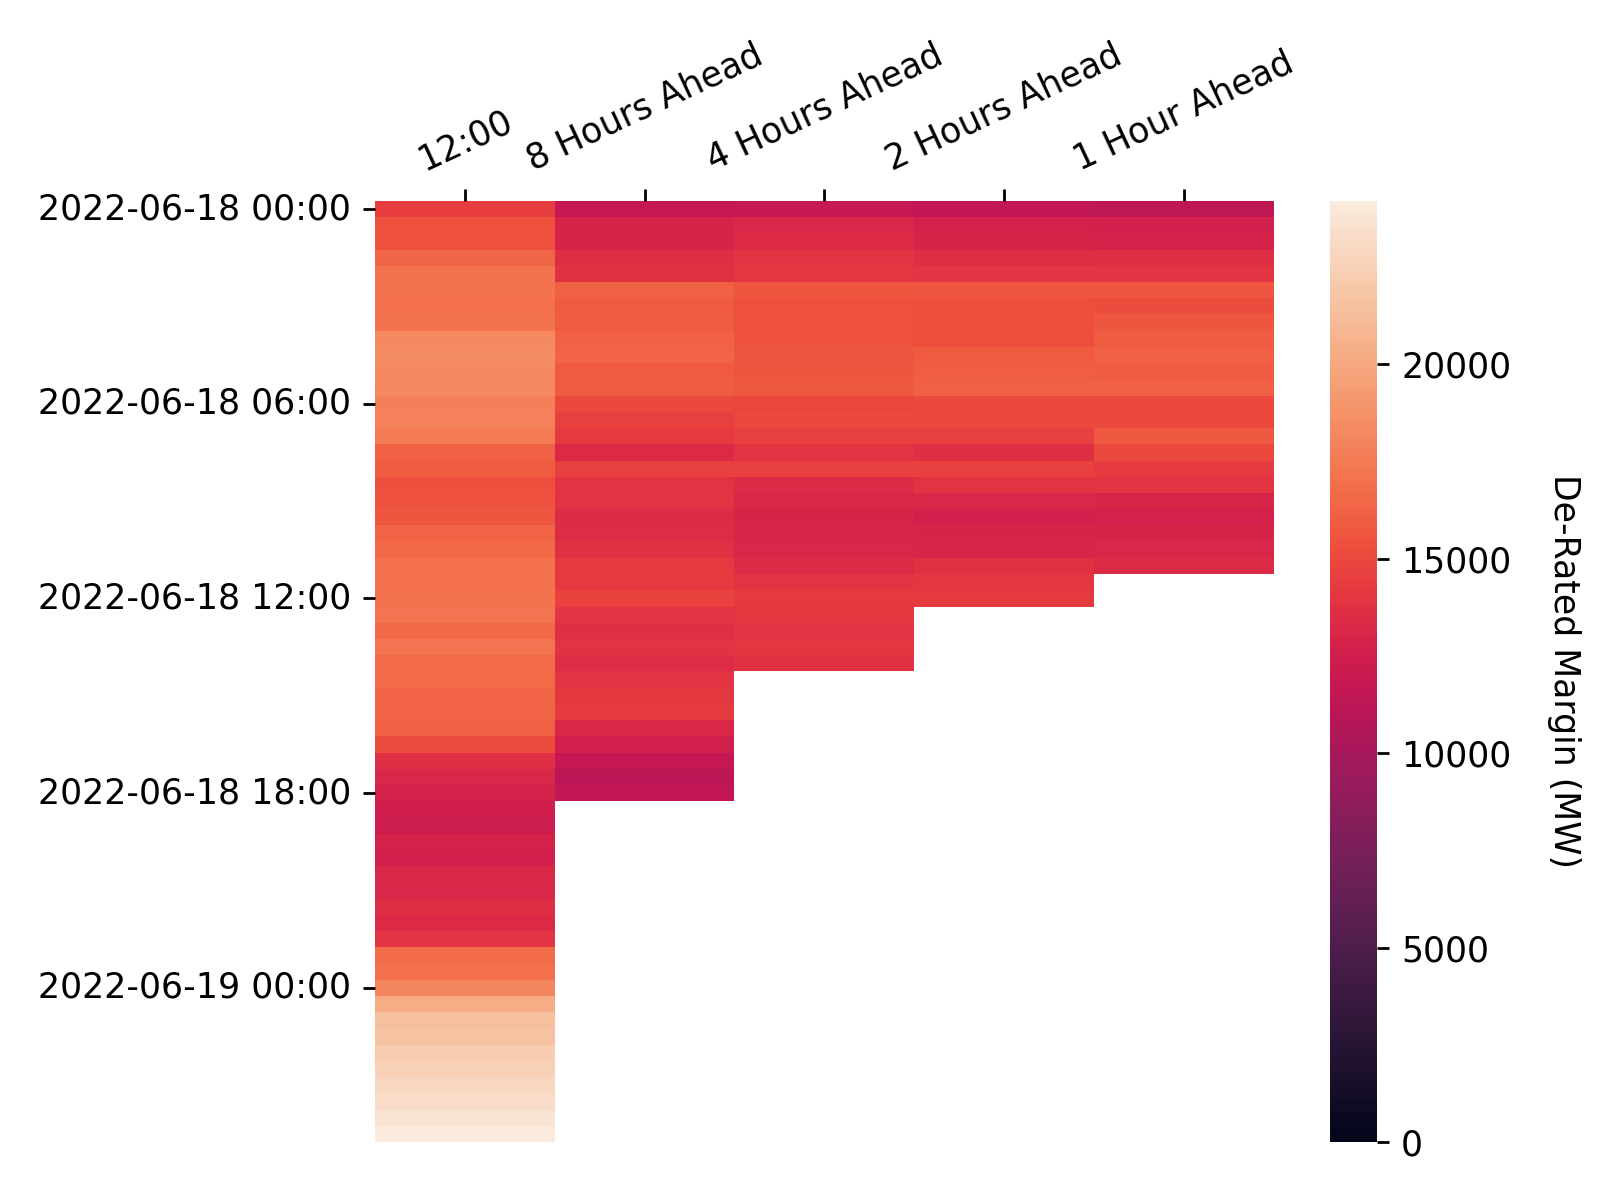 12:00
8 Hours Ahead
4 Hours Ahead
2 Hours Ahead
1 Hour Ahead
2022-06-18 00:00
2022-06-18 06:00
2022-06-18 12:00
2022-06-18 18:00
2022-06-19 00:00
20000
15000
10000
5000
0
De-Rated Margin (MW)